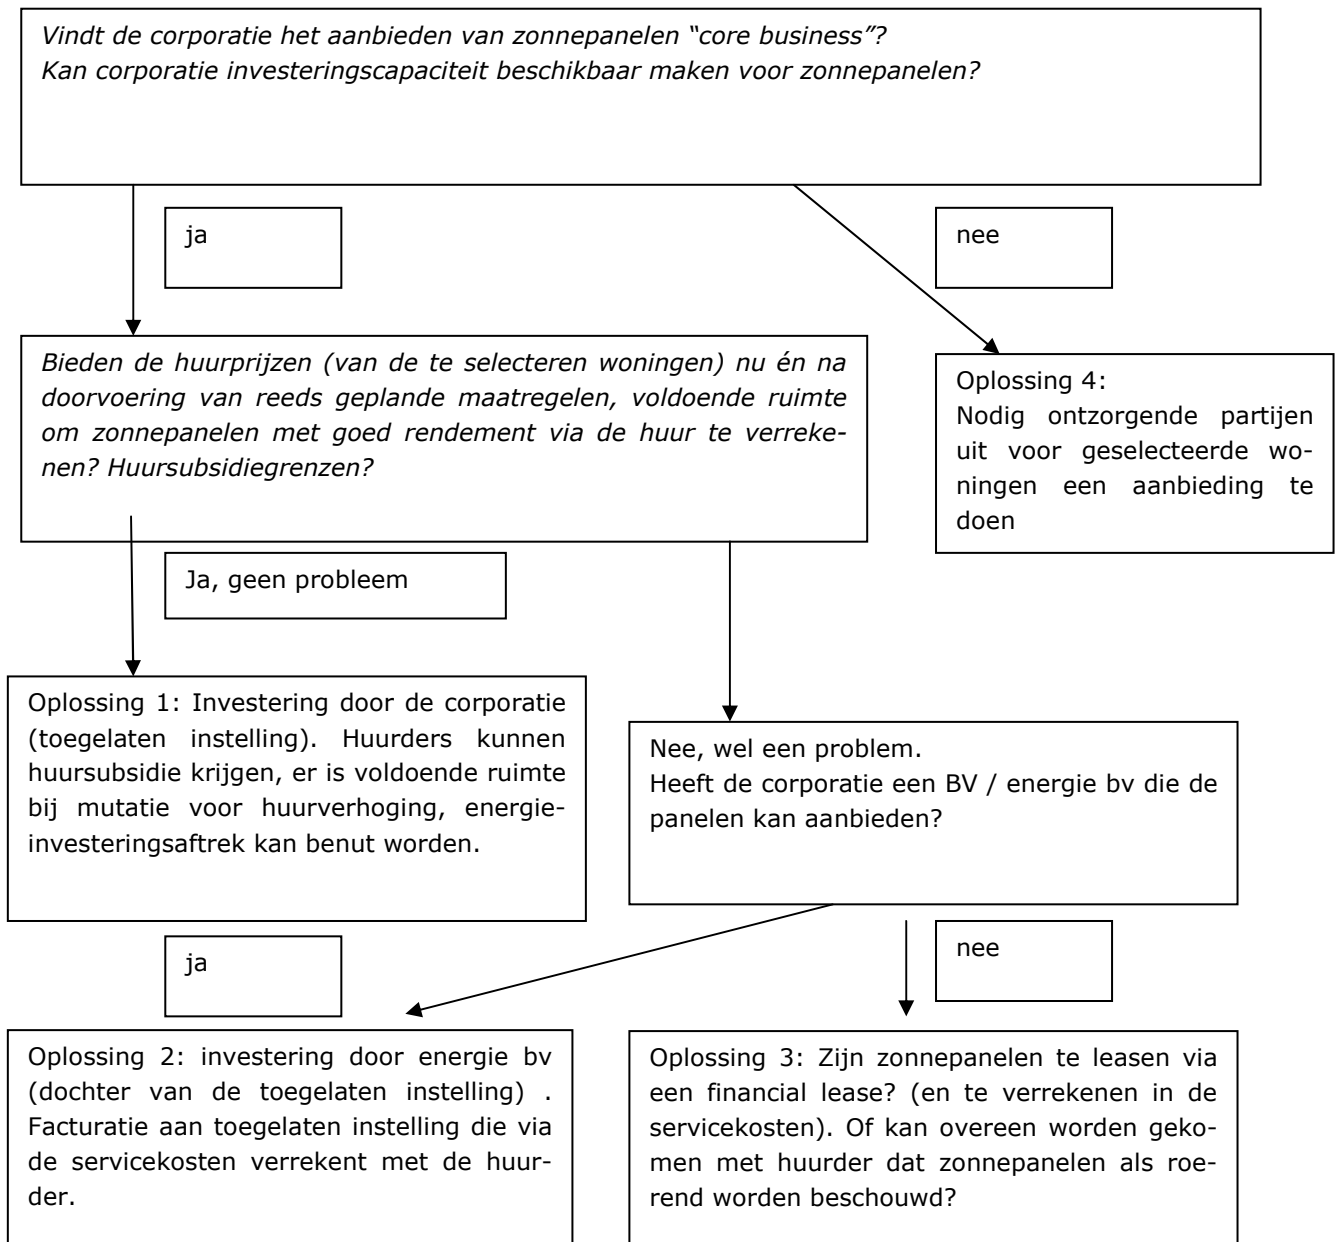 Vindt de corporatie het aanbieden van zonnepanelen “core business”?
Kan corporatie investeringscapaciteit beschikbaar maken voor zonnepanelen?
ja
nee
Bieden de huurprijzen (van de te selecteren woningen) nu én na
doorvoering van reeds geplande maatregelen, voldoende ruimte
om zonnepanelen met goed rendement via de huur te verreke-
nen? Huursubsidiegrenzen?
Oplossing 4:
Nodig ontzorgende partijen
uit voor geselecteerde wo-
ningen een aanbieding te
doen
Ja, geen probleem
Oplossing 1: Investering door de corporatie
(toegelaten instelling). Huurders kunnen
huursubsidie krijgen, er is voldoende ruimte
bij mutatie voor huurverhoging, energie-
investeringsaftrek kan benut worden.
Nee, wel een problem.
Heeft de corporatie een BV / energie bv die de
panelen kan aanbieden?
ja
nee
Oplossing 2: investering door energie bv
(dochter van de toegelaten instelling) .
Facturatie aan toegelaten instelling die via
de servicekosten verrekent met de huur-
der.
Oplossing 3: Zijn zonnepanelen te leasen via
een financial lease? (en te verrekenen in de
servicekosten). Of kan overeen worden geko-
men met huurder dat zonnepanelen als roe-
rend worden beschouwd?